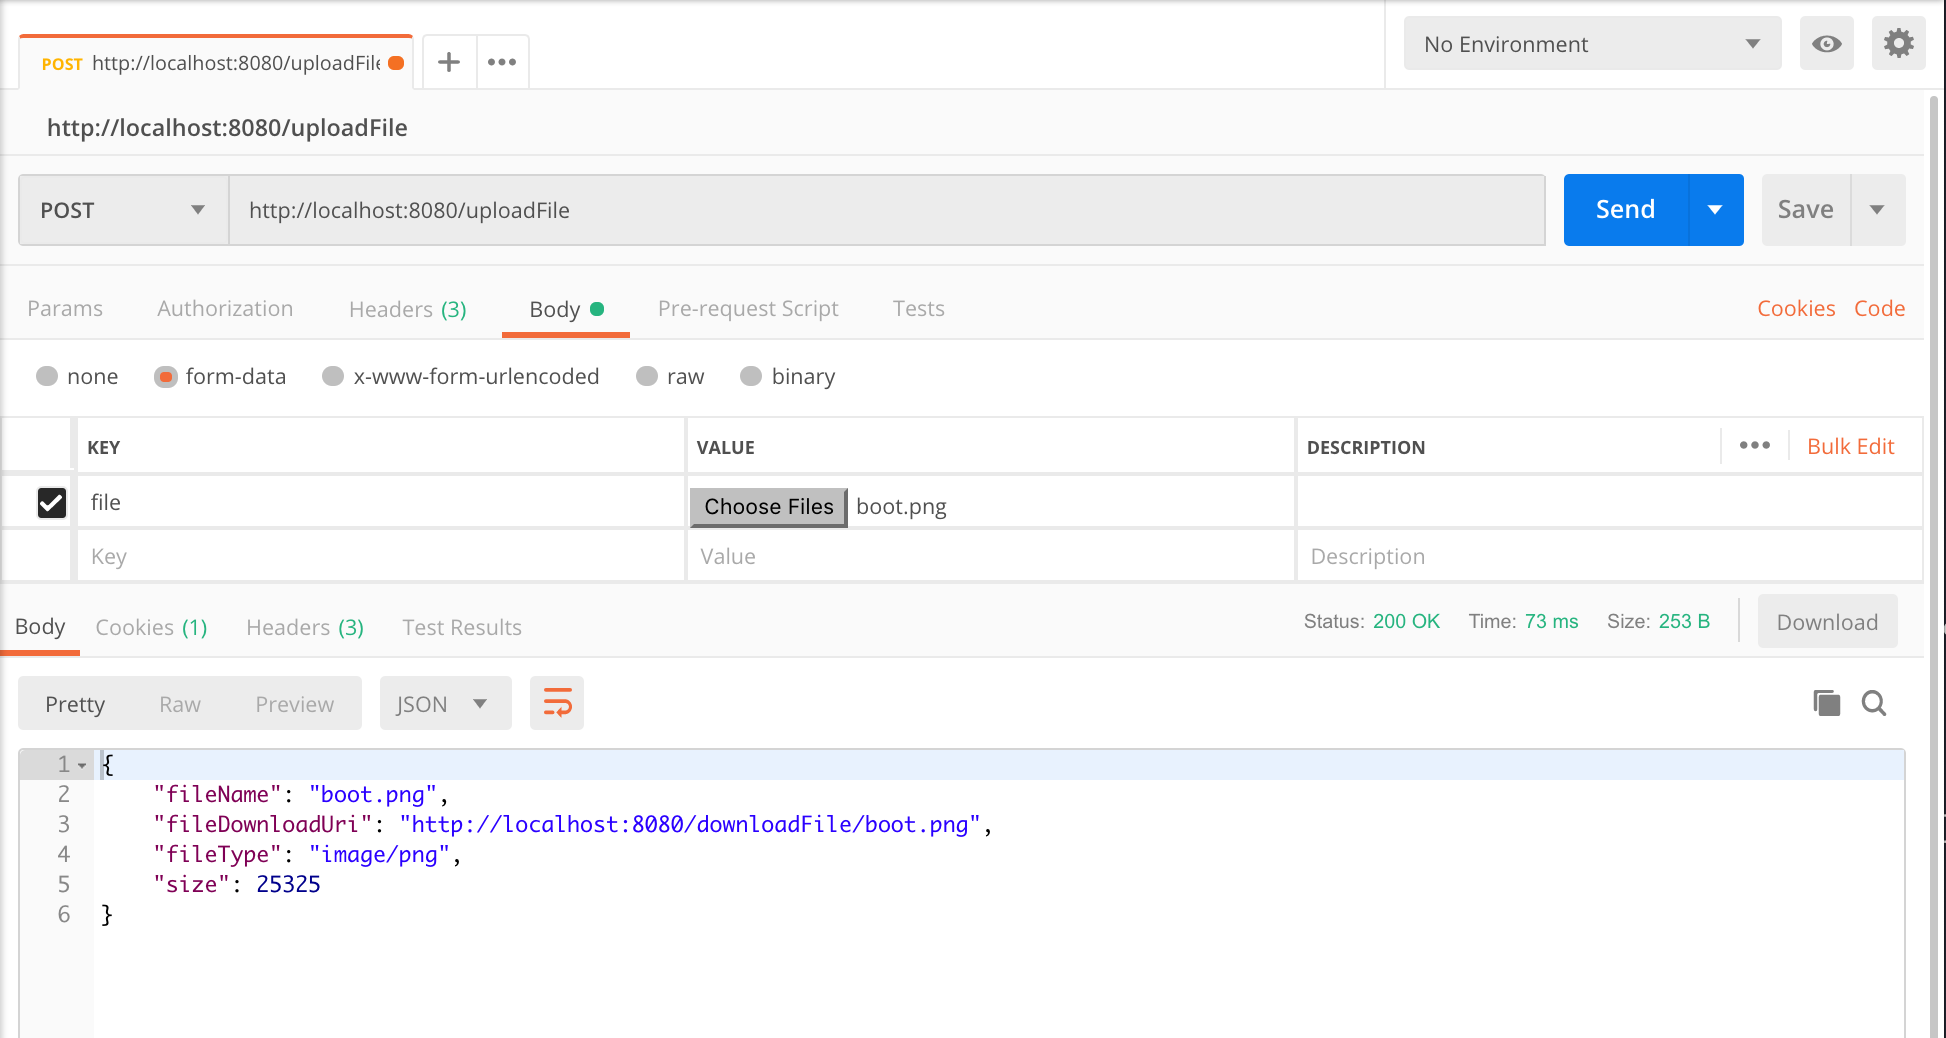 POST http://localhost:8080/uploadFile
No Environment
http://localhost:8080/uploadFile
POST http://localhost:8080/uploadFile Send Save
Params Authorization Headers (3) Body Pre-request Script Tests Cookies Code
none form-data x-www-form-urlencoded raw binary
KEY VALUE DESCRIPTION Bulk Edit
file Choose Files boot.png
Key Value Description
Body Cookies (1) Headers (3) Test Results Status: 200 OK Time: 73 ms Size: 253 B Download
Pretty Raw Preview JSON
1 {
2 "fileName": "boot.png",
3 "fileDownloadUri": "http://localhost:8080/downloadFile/boot.png",
4 "fileType": "image/png",
5 "size": 25325
6 }